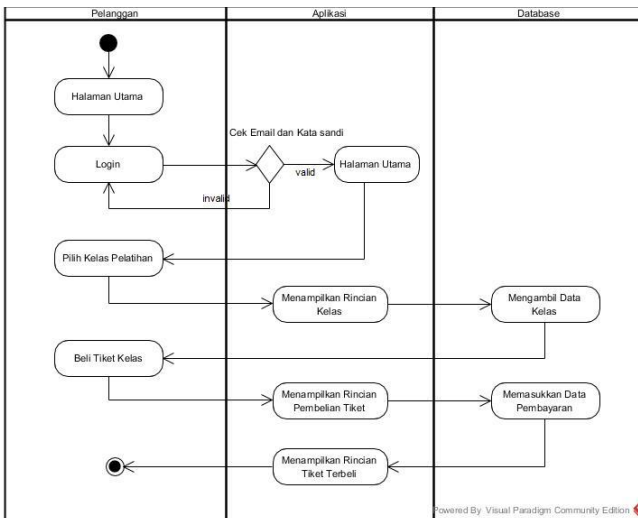 Pelanggan
Aplikasi
Database
Halaman Utama
Cek Email dan Kata sandi
Login
valid
Halaman Utama
invalid
Pilih Kelas Pelatihan
Menampilkan Rincian
Kelas
Mengambil Data
Kelas
Beli Tiket Kelas
Menampilkan Rincian
Pembelian Tiket
Memasukkan Data
Pembayaran
Menampilkan Rincian
Tiket Terbeli
Powered By Visual Paradigm Community Edition